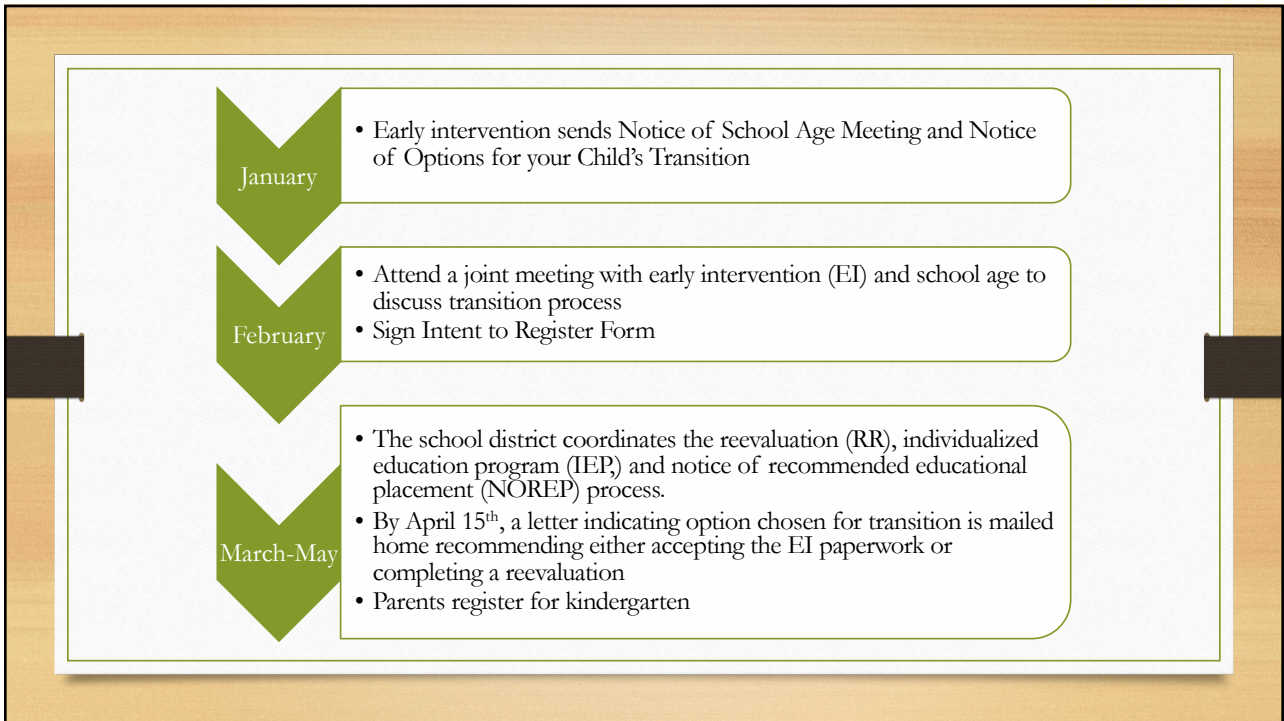 January
• Early intervention sends Notice of School Age Meeting and Notice
of Options for your Child’s Transition
February
• Attend a joint meeting with early intervention (EI) and school age to
discuss transition process
• Sign Intent to Register Form
March-May
• The school district coordinates the reevaluation (RR), individualized
education program (IEP,) and notice of recommended educational
placement (NOREP) process.
• By April 15th, a letter indicating option chosen for transition is mailed
home recommending either accepting the EI paperwork or
completing a reevaluation
• Parents register for kindergarten